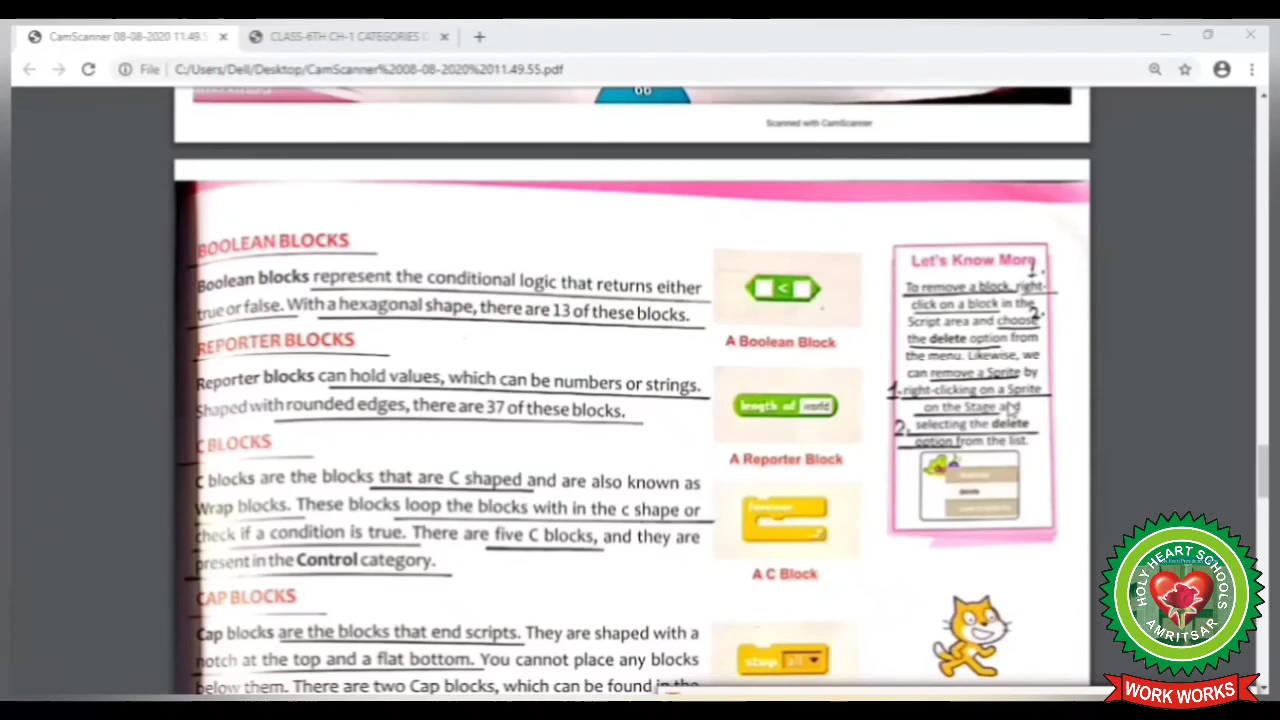 CamScanner 08-08-2020 11.49.5
CLASS-6TH CH-1 CATEGORIES O
File
C:/Users/Dell/Desktop/CamScanner%2008-08-2020%2011.49.55.pdf
66
Scanned with CamScanner
BOOLEAN BLOCKS
Boolean blocks represent the conditional logic that returns either
true or false. With a hexagonal shape, there are 13 of these blocks.
<
A Boolean Block
REPORTER BLOCKS
Reporter blocks can hold values, which can be numbers or strings.
Shaped with rounded edges, there are 37 of these blocks.
length of world
A Reporter Block
C BLOCKS
C blocks are the blocks that are C shaped and are also known as
Wrap blocks. These blocks loop the blocks with in the c shape or
check if a condition is true. There are five C blocks, and they are
present in the Control category.
forever
A C Block
CAP BLOCKS
Cap blocks are the blocks that end scripts. They are shaped with a
notch at the top and a flat bottom. You cannot place any blocks
below them. There are two Cap blocks, which can be found in the
stop all
Let's Know More
1.
To remove a block, right-
click on a block in the
2.
Script area and choose
the delete option from
the menu. Likewise, we
can remove a Sprite by
1. right-clicking on a Sprite
on the Stage and
2. selecting the delete
option from the list.
HOLY HEART SCHOOLS
AMRITSAR
WORK WORKS